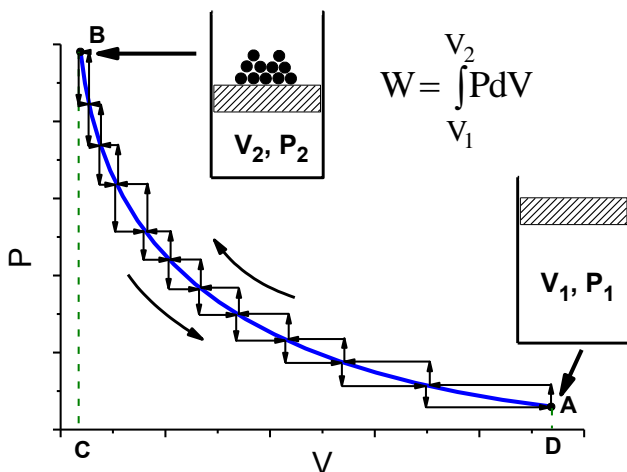 B
V₂, P₂
W = ∫ PdV
V₂
V₁
P
V₁, P₁
A
C
V
D